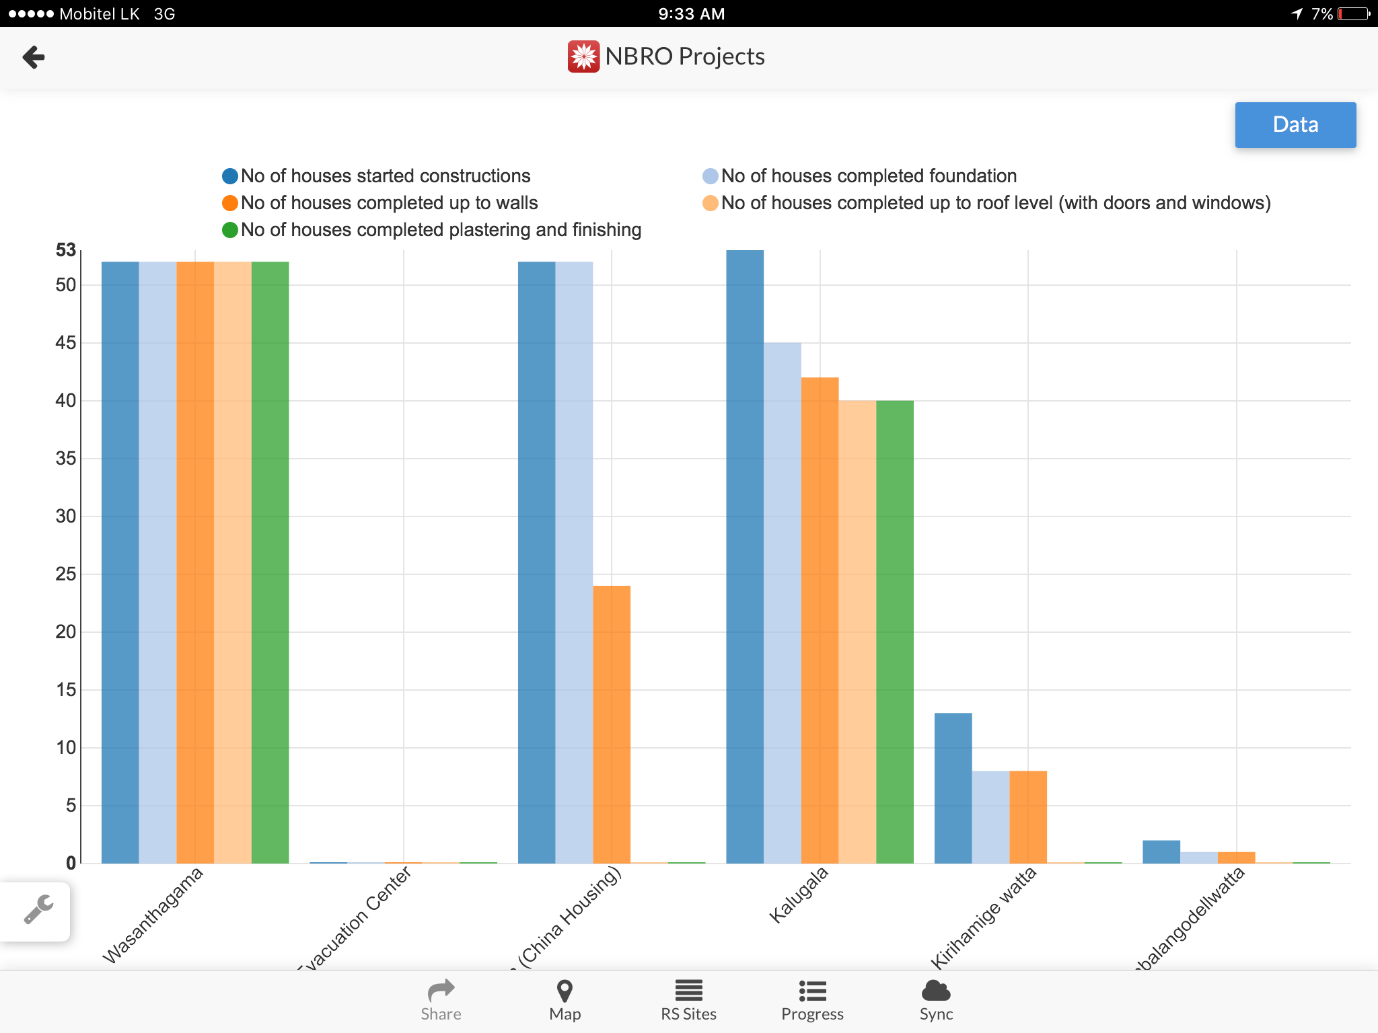 Mobitel LK 3G 9:33 AM 7%
NBRO Projects
Data
No of houses started constructions No of houses completed foundation
No of houses completed up to walls No of houses completed up to roof level (with doors and windows)
No of houses completed plastering and finishing
53
50
45
40
35
30
25
20
15
10
5
0
Wasanthagama
Evacuation Center
(China Housing)
Kalugala
Kirihamige watta
balangodellwatta
Share Map RS Sites Progress Sync